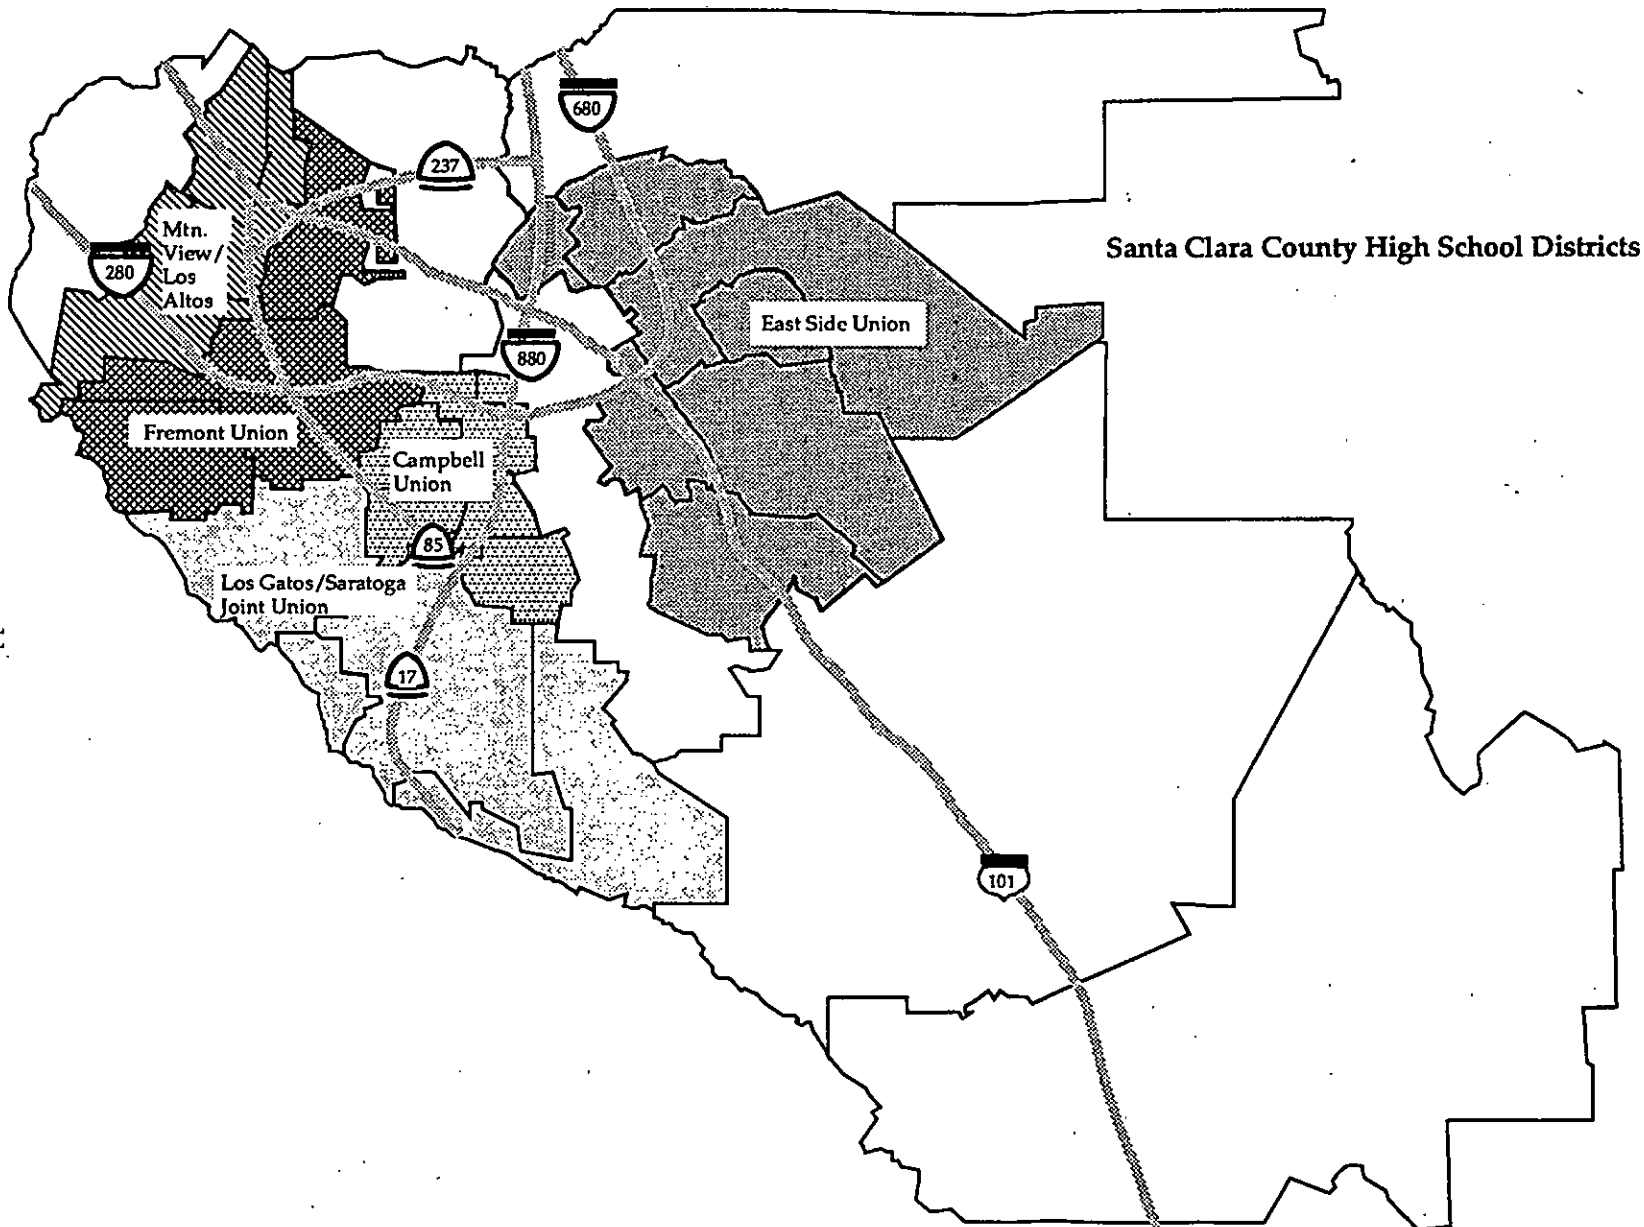 680
237
Mtn.
View/
Los
Altos
280
Santa Clara County High School Districts
East Side Union
880
Fremont Union
Campbell
Union
85
Los Gatos/Saratoga
Joint Union
17
101